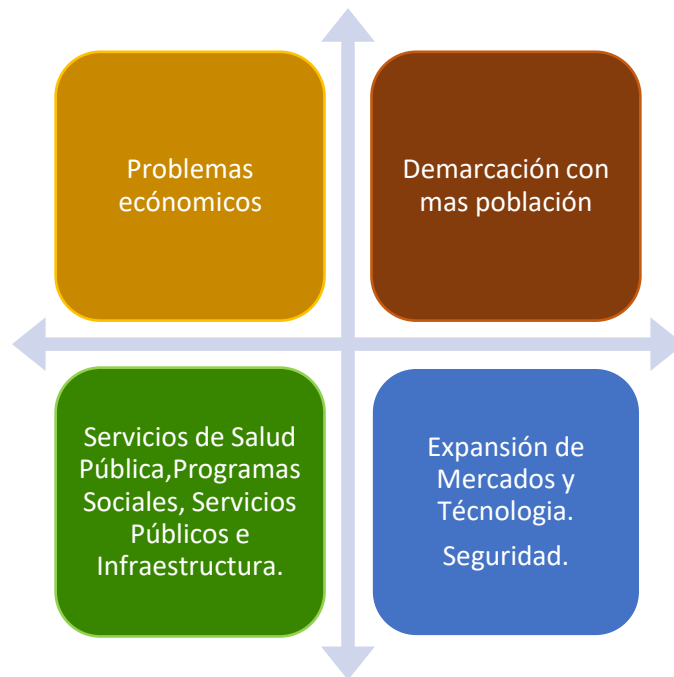 Problemas
ecónomicos
Demarcación con
mas población
Servicios de Salud
Pública,Programas
Sociales, Servicios
Públicos e
Infraestructura.
Expansión de
Mercados y
Técnologia.
Seguridad.